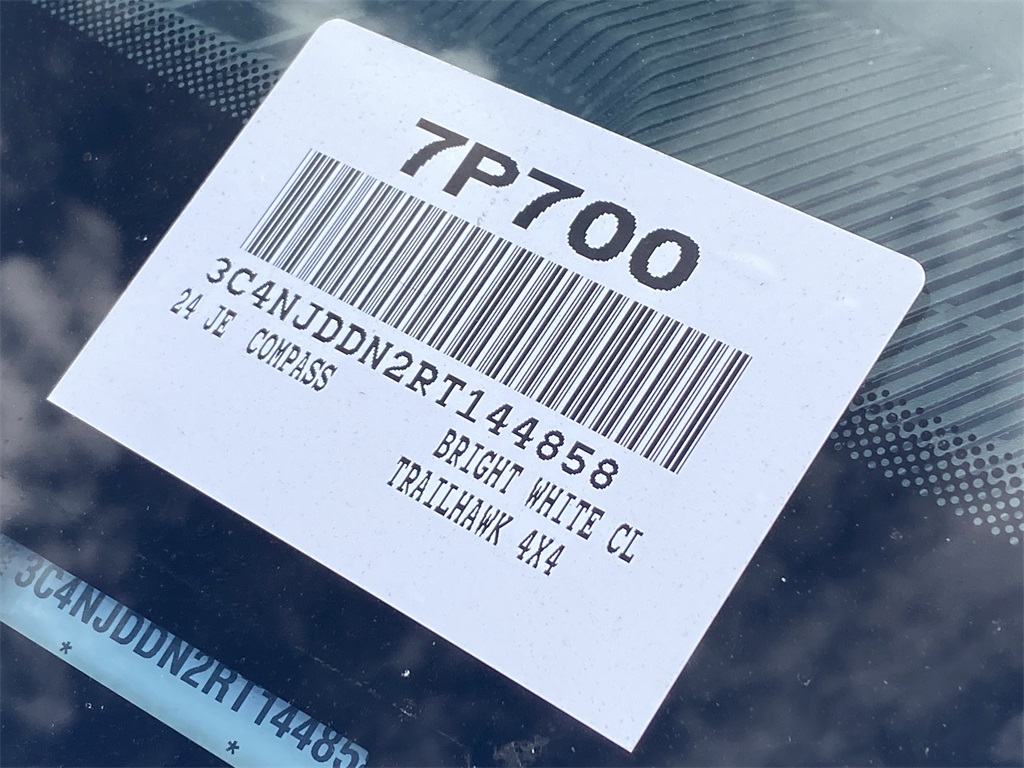 7P700
3C4NJDDN2RT144858
24 JE COMPASS
BRIGHT WHITE CL
TRAILHAWK 4X4
3C4NJDDN2RT14485
* *